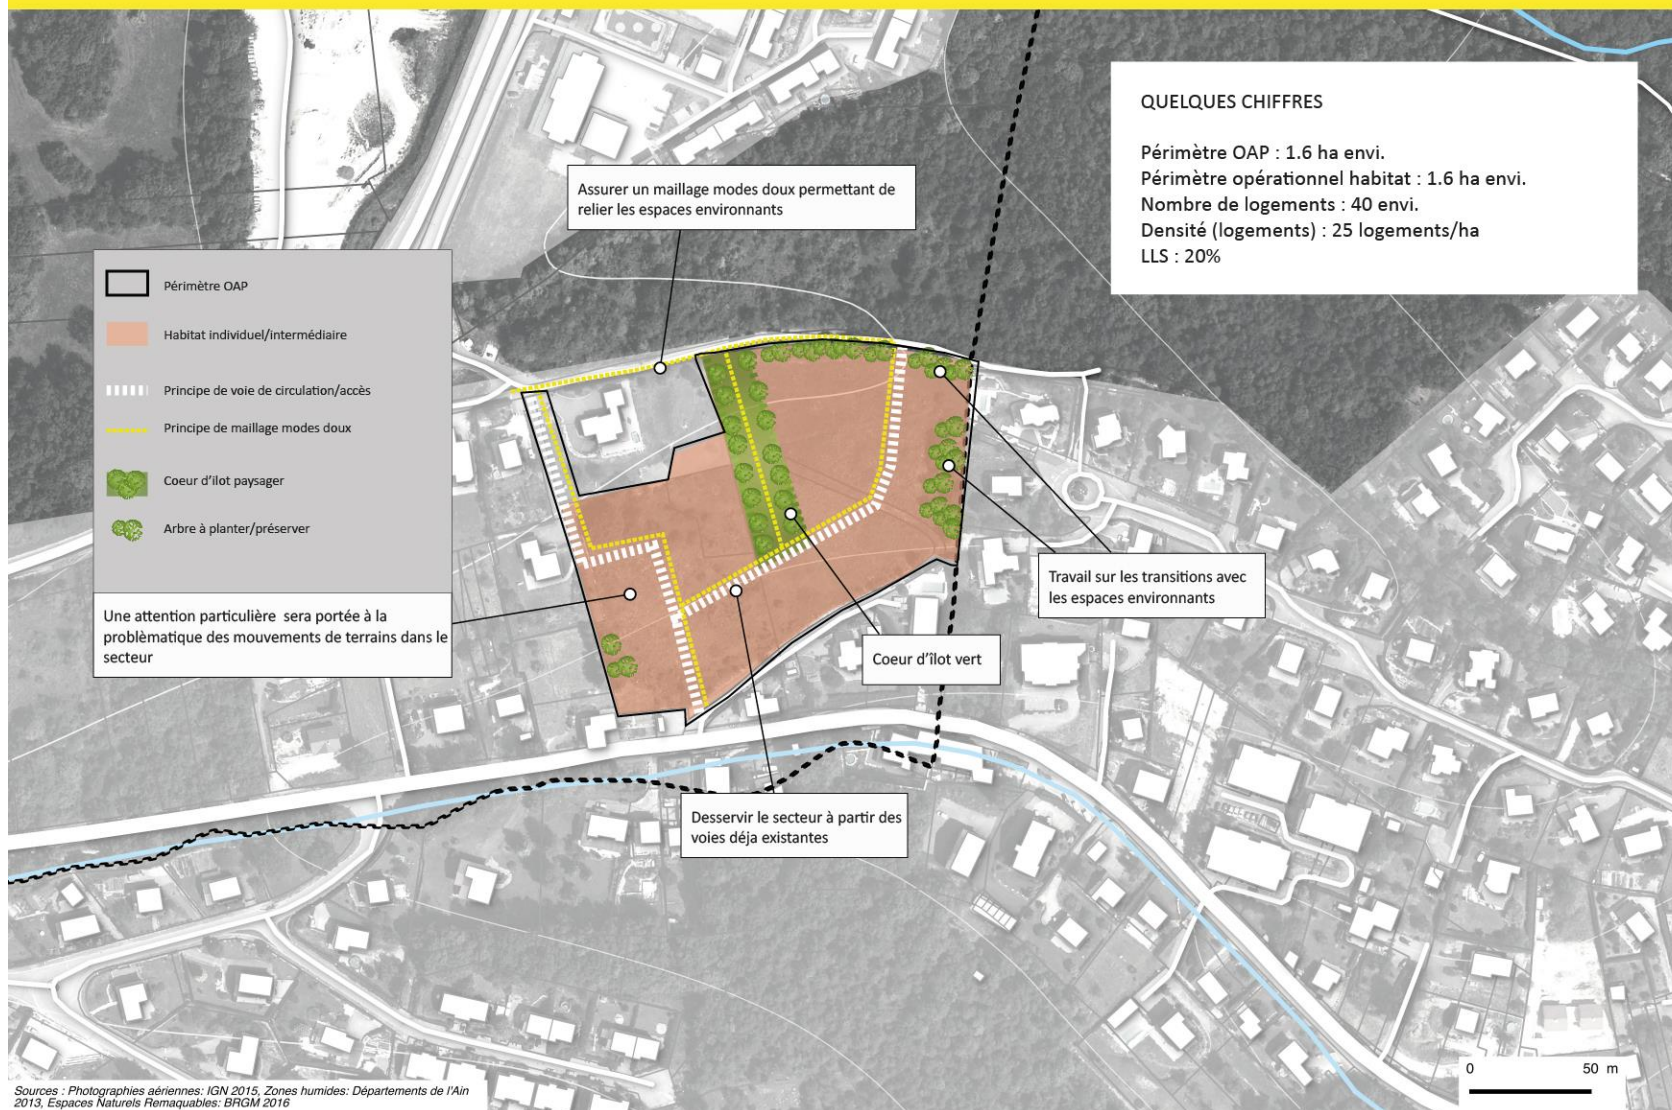 QUELQUES CHIFFRES
Périmètre OAP : 1.6 ha envi.
Périmètre opérationnel habitat : 1.6 ha envi.
Nombre de logements : 40 envi.
Densité (logements) : 25 logements/ha
LLS : 20%
Assurer un maillage modes doux permettant de
relier les espaces environnants
Périmètre OAP
Habitat individuel/intermédiaire
Principe de voie de circulation/accès
Principe de maillage modes doux
Coeur d'ilot paysager
Arbre à planter/préserver
Une attention particulière sera portée à la
problèmatique des mouvements de terrains dans le
secteur
Travail sur les transitions avec
les espaces environnants
Coeur d'îlot vert
Desservir le secteur à partir des
voies déja existantes
0 50 m
Sources : Photographies aériennes: IGN 2015, Zones humides: Départements de l'Ain
2013, Espaces Naturels Remaquables: BRGM 2016